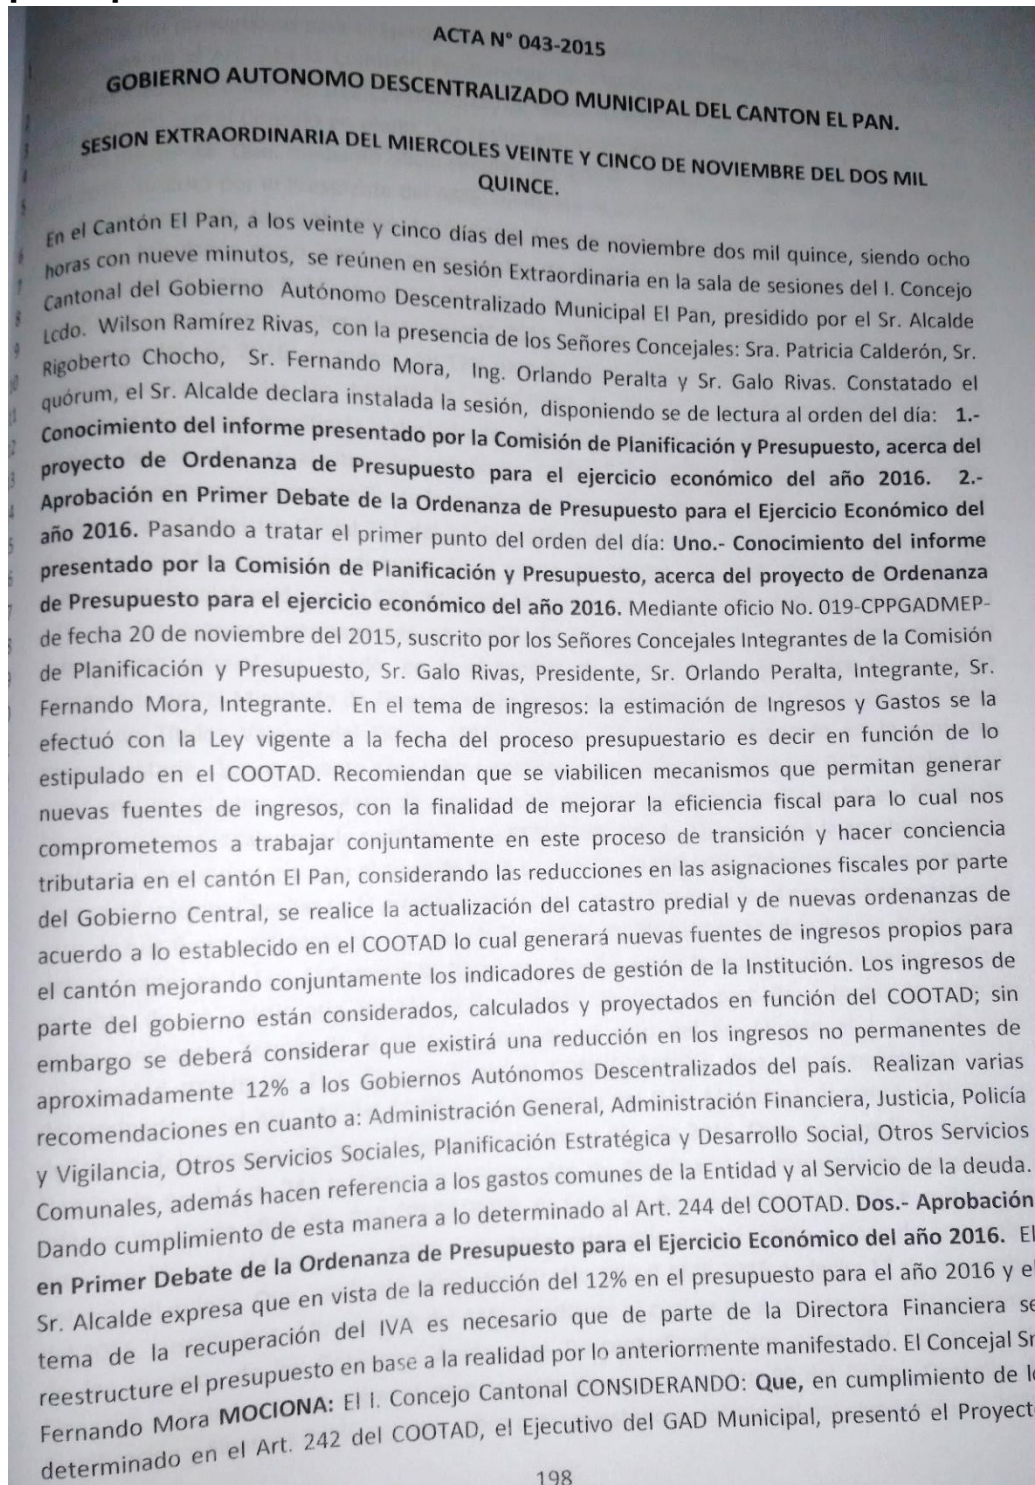 ACTA N° 043-2015
GOBIERNO AUTONOMO DESCENTRALIZADO MUNICIPAL DEL CANTON EL PAN.
SESION EXTRAORDINARIA DEL MIERCOLES VEINTE Y CINCO DE NOVIEMBRE DEL DOS MIL
QUINCE.
En el Cantón El Pan, a los veinte y cinco días del mes de noviembre dos mil quince, siendo ocho
horas con nueve minutos, se reúnen en sesión Extraordinaria en la sala de sesiones del I. Concejo
Cantonal del Gobierno Autónomo Descentralizado Municipal El Pan, presidido por el Sr. Alcalde
Lcdo. Wilson Ramírez Rivas, con la presencia de los Señores Concejales: Sra. Patricia Calderón, Sr.
Rigoberto Chocho, Sr. Fernando Mora, Ing. Orlando Peralta y Sr. Galo Rivas. Constatado el
quórum, el Sr. Alcalde declara instalada la sesión, disponiendo se de lectura al orden del día: 1.-
Conocimiento del informe presentado por la Comisión de Planificación y Presupuesto, acerca del
proyecto de Ordenanza de Presupuesto para el ejercicio económico del año 2016. 2.-
Aprobación en Primer Debate de la Ordenanza de Presupuesto para el Ejercicio Económico del
año 2016. Pasando a tratar el primer punto del orden del día: Uno.- Conocimiento del informe
presentado por la Comisión de Planificación y Presupuesto, acerca del proyecto de Ordenanza
de Presupuesto para el ejercicio económico del año 2016. Mediante oficio No. 019-CPPGADMEP-
de fecha 20 de noviembre del 2015, suscrito por los Señores Concejales Integrantes de la Comisión
de Planificación y Presupuesto, Sr. Galo Rivas, Presidente, Sr. Orlando Peralta, Integrante, Sr.
Fernando Mora, Integrante. En el tema de ingresos: la estimación de Ingresos y Gastos se la
efectuó con la Ley vigente a la fecha del proceso presupuestario es decir en función de lo
estipulado en el COOTAD. Recomiendan que se viabilicen mecanismos que permitan generar
nuevas fuentes de ingresos, con la finalidad de mejorar la eficiencia fiscal para lo cual nos
comprometemos a trabajar conjuntamente en este proceso de transición y hacer conciencia
tributaria en el cantón El Pan, considerando las reducciones en las asignaciones fiscales por parte
del Gobierno Central, se realice la actualización del catastro predial y de nuevas ordenanzas de
acuerdo a lo establecido en el COOTAD lo cual generará nuevas fuentes de ingresos propios para
el cantón mejorando conjuntamente los indicadores de gestión de la Institución. Los ingresos de
parte del gobierno están considerados, calculados y proyectados en función del COOTAD; sin
embargo se deberá considerar que existirá una reducción en los ingresos no permanentes de
aproximadamente 12% a los Gobiernos Autónomos Descentralizados del país. Realizan varias
recomendaciones en cuanto a: Administración General, Administración Financiera, Justicia, Policía
y Vigilancia, Otros Servicios Sociales, Planificación Estratégica y Desarrollo Social, Otros Servicios
Comunales, además hacen referencia a los gastos comunes de la Entidad y al Servicio de la deuda.
Dando cumplimiento de esta manera a lo determinado al Art. 244 del COOTAD. Dos.- Aprobación
en Primer Debate de la Ordenanza de Presupuesto para el Ejercicio Económico del año 2016. El
Sr. Alcalde expresa que en vista de la reducción del 12% en el presupuesto para el año 2016 y el
tema de la recuperación del IVA es necesario que de parte de la Directora Financiera se
reestructure el presupuesto en base a la realidad por lo anteriormente manifestado. El Concejal Sr
Fernando Mora MOCIONA: El I. Concejo Cantonal CONSIDERANDO: Que, en cumplimiento de lo
determinado en el Art. 242 del COOTAD, el Ejecutivo del GAD Municipal, presentó el Proyect
198